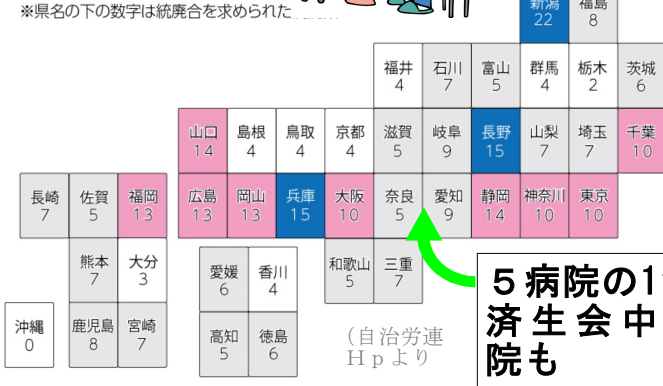 ※県名の下の数字は統廃合を求められた
新潟 福島
22 8
福井 石川 富山 群馬 栃木 茨城
4 7 5 4 2 6
山口 島根 鳥取 京都 滋賀 岐阜 長野 山梨 埼玉 千葉
14 4 4 4 5 9 15 7 7 10
長崎 佐賀 福岡 広島 岡山 兵庫 大阪 奈良 愛知 静岡 神奈川 東京
7 5 13 13 13 15 10 5 9 14 10 10
熊本 大分 愛媛 香川 和歌山 三重
7 3 6 4 5 7
沖縄 鹿児島 宮崎 高知 徳島
0 8 7 5 6
(自治労連
Hpより
5病院の1
済生会中
院も